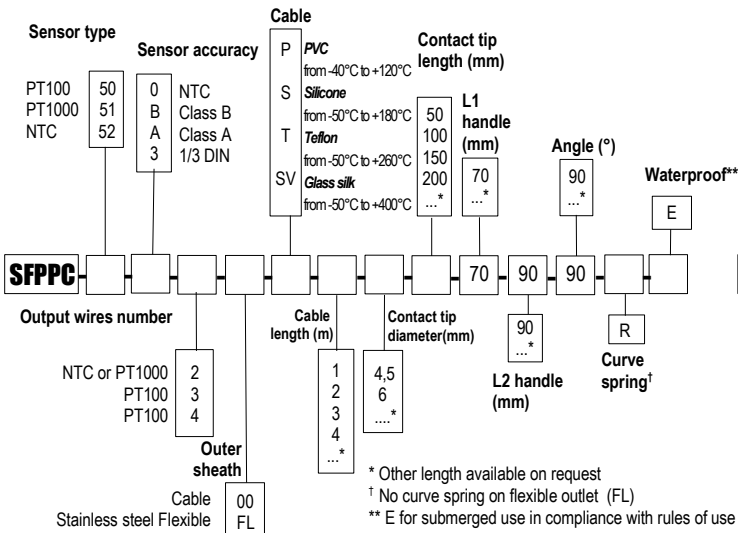 Cable
Sensor type
Sensor accuracy
Contact tip
length (mm)
P PVC
from -40°C to +120°C
S Silicone
from -50°C to +180°C
T Teflon
from -50°C to +260°C
SV Glass silk
from -50°C to +400°C
PT100 50
PT1000 51
NTC 52
0 NTC
B Class B
A Class A
3 1/3 DIN
50
100
150
200
...*
L1
handle
(mm)
70
...*
Angle (°)
90
...*
Waterproof**
E
SFPPC - - - - - - - - 70 - 90 - 90 - -
Output wires number
NTC or PT1000 2
PT100 3
PT100 4
Outer
sheath
Cable 00
Stainless steel Flexible FL
Cable
length (m)
1
2
3
4
...*
Contact tip
diameter(mm)
4,5
6
....*
90
...*
L2 handle
(mm)
R
Curve
spring†
* Other length available on request
† No curve spring on flexible outlet (FL)
** E for submerged use in compliance with rules of use